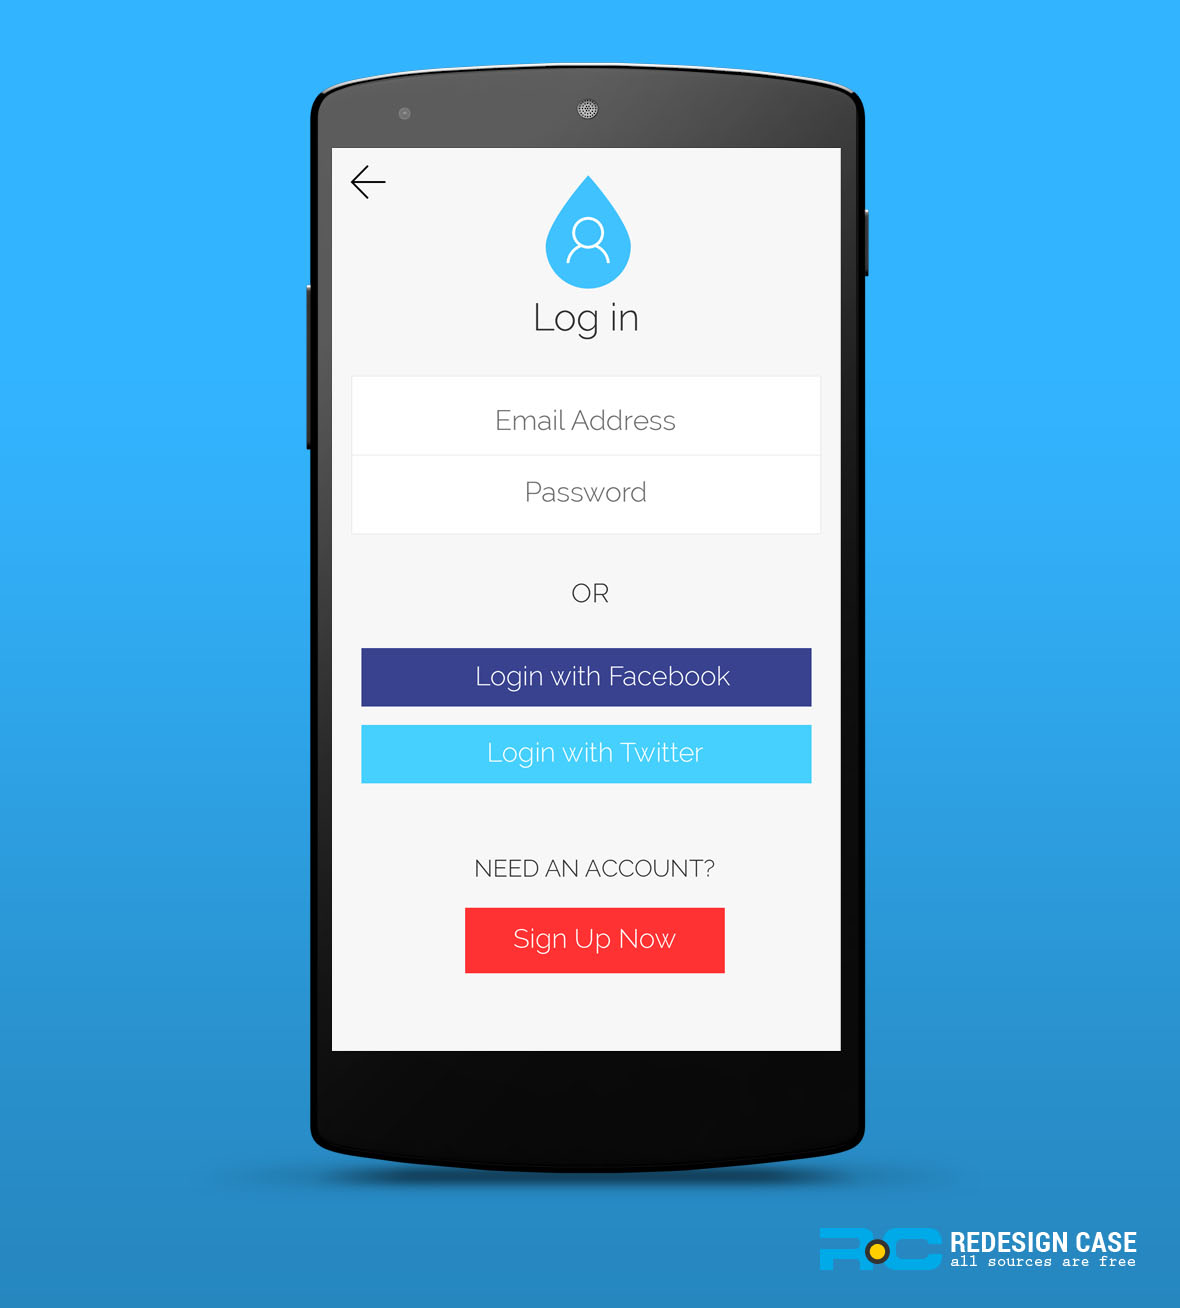 Log in
Email Address
Password
OR
Login with Facebook
Login with Twitter
NEED AN ACCOUNT?
Sign Up Now
RC REDESIGN CASE
all sources are free